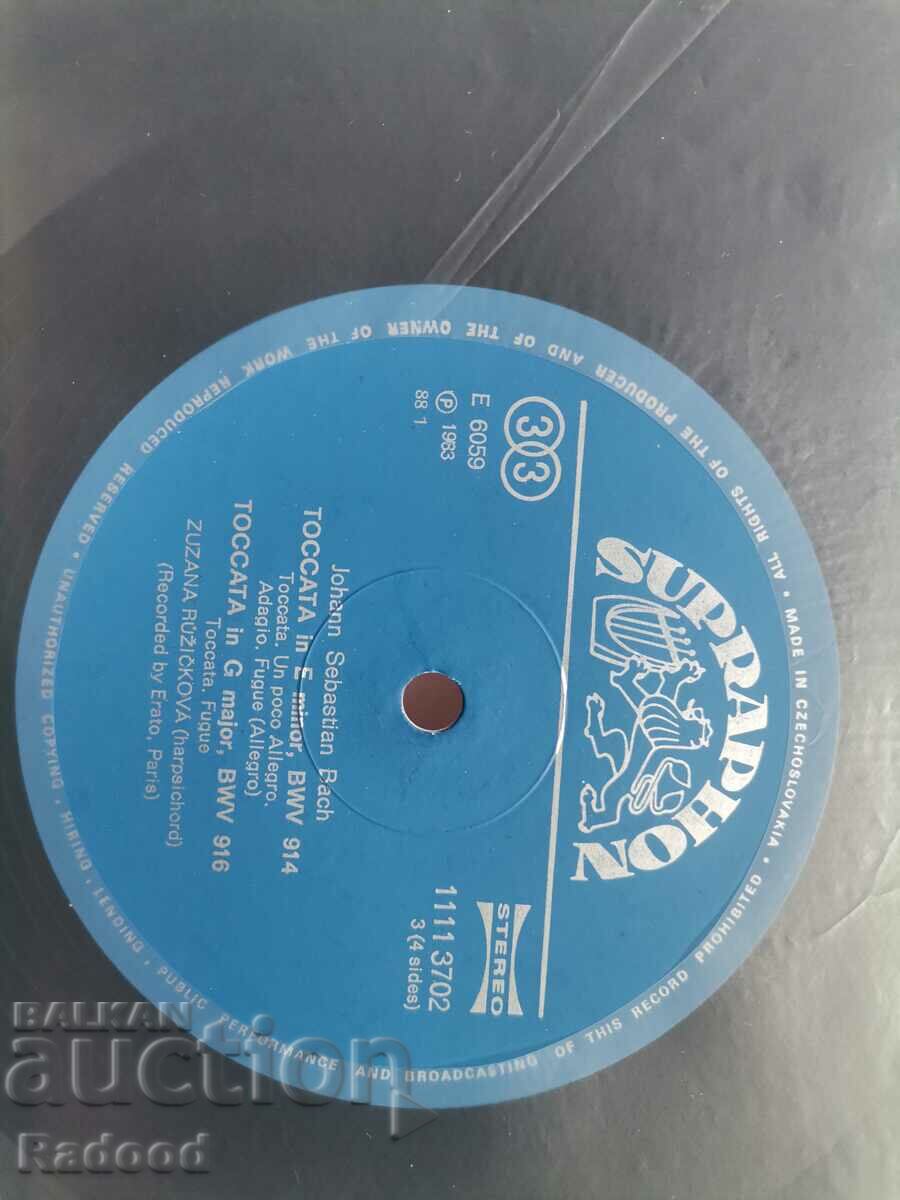 SUPRAPHON
33
STEREO
E 6059
Ⓟ 1983
88 1
1111 3702
3 (4 sides)
Johann Sebastian Bach
TOCCATA in E minor, BWV 914
Toccata. Un poco Allegro,
Adagio, Fugue (Allegro)
TOCCATA in G major, BWV 916
Toccata. Fugue
ZUZANA RŮŽIČKOVÁ (harpsichord)
(Recorded by Erato, Paris)
MADE IN CZECHOSLOVAKIA • ALL RIGHTS OF THE PRODUCER AND OF THE OWNER OF THE WORK REPRODUCED RESERVED • UNAUTHORIZED COPYING, HIRING, LENDING, PUBLIC PERFORMANCE AND BROADCASTING OF THIS RECORD PROHIBITED •
BALKAN
auction
Radood